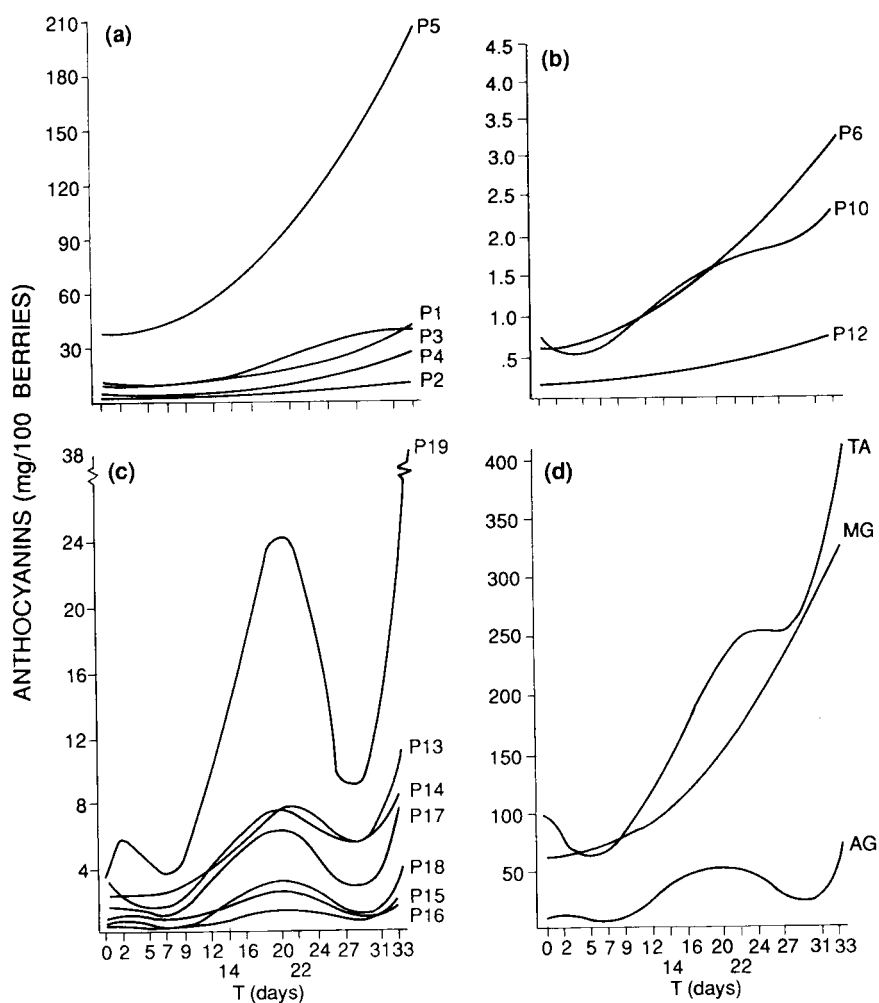 ANTHOCYANINS (mg/100 BERRIES)
(a)
210
180
150
120
90
60
30
P5
P1
P3
P4
P2
(b)
4.5
4.0
3.5
3.0
2.5
2.0
1.5
1.0
.5
P6
P10
P12
(c)
38
24
20
16
12
8
4
P19
P13
P14
P17
P18
P15
P16
0 2 5 7 9 12 14 16 20 22 24 27 31 33
T (days)
(d)
400
350
300
250
200
150
100
50
TA
MG
AG
0 2 5 7 9 12 14 16 20 22 24 27 31 33
T (days)